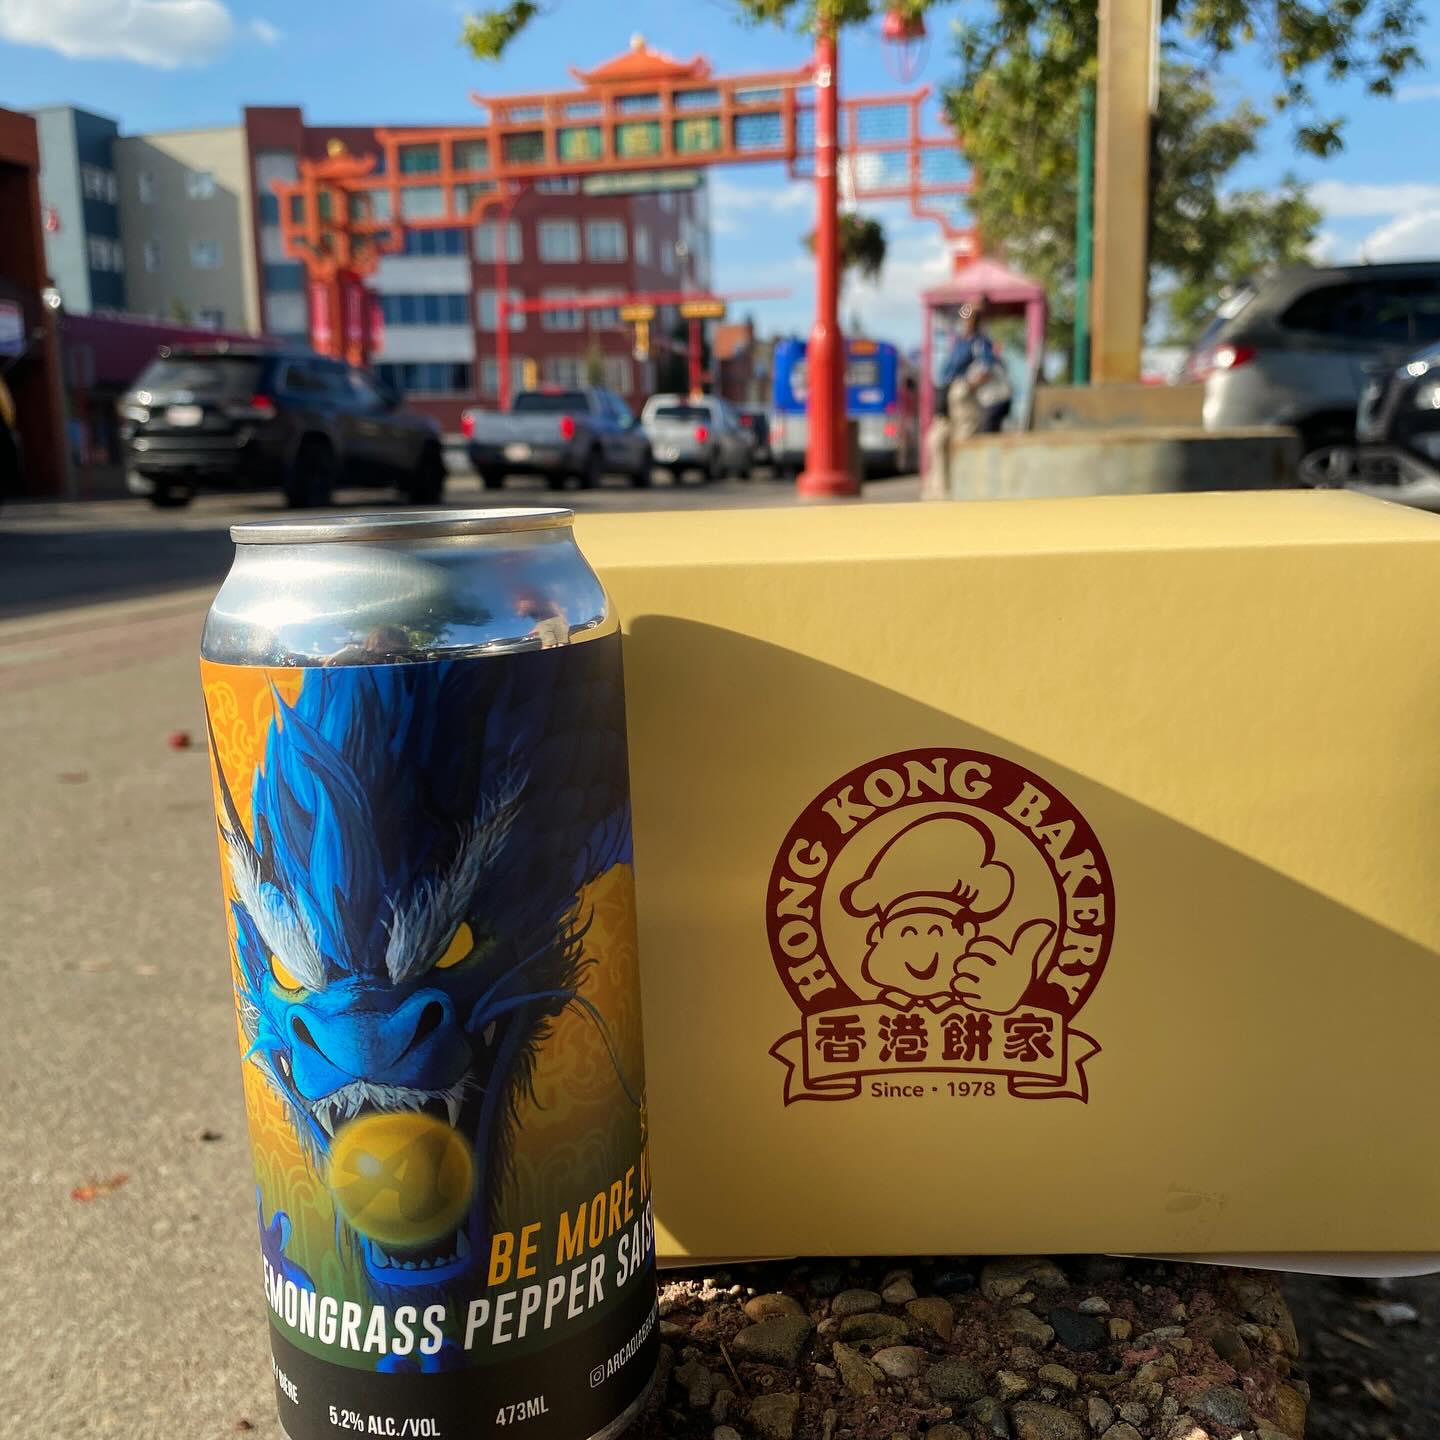 BE MORE
EMONGRASS PEPPER SAIS
BIÈRE
5.2% ALC./VOL
473ML
HONG KONG BAKERY
香港餅家
Since • 1978